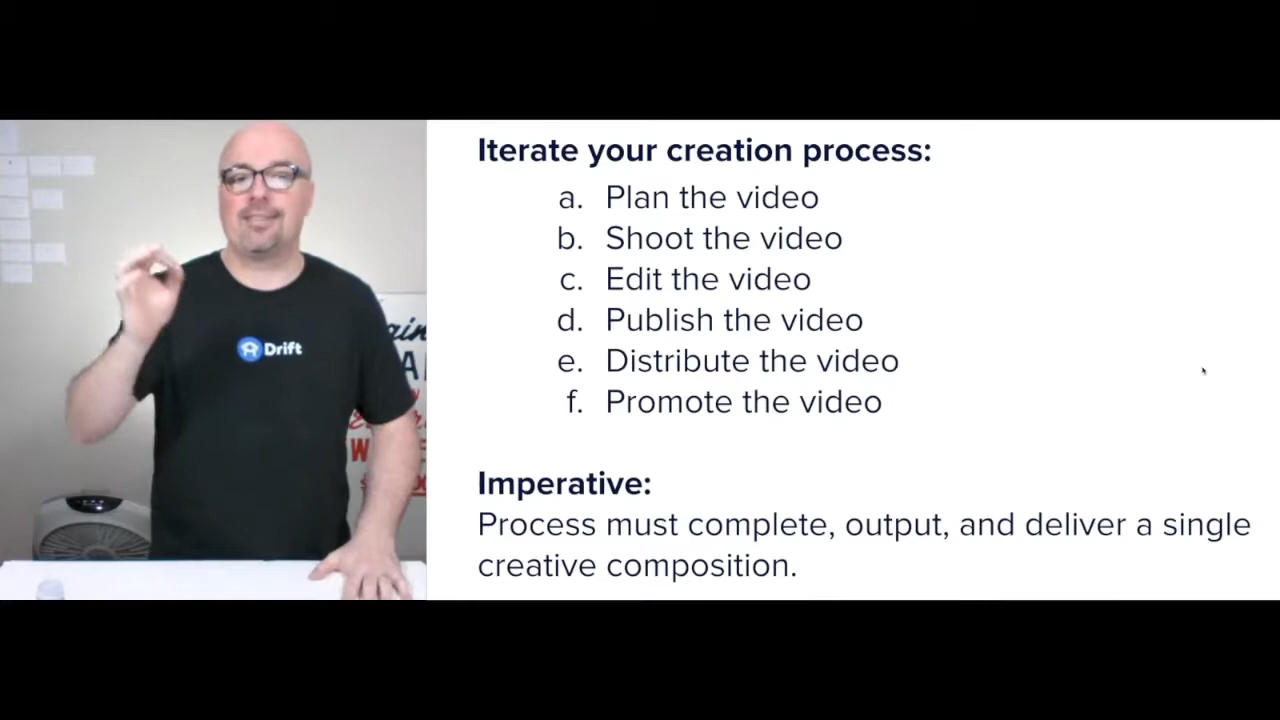 Iterate your creation process:
a. Plan the video
b. Shoot the video
c. Edit the video
d. Publish the video
e. Distribute the video
f. Promote the video
Imperative:
Process must complete, output, and deliver a single
creative composition.
Drift